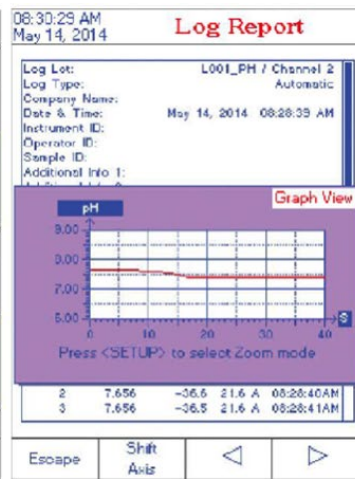 08:30:29 AM
May 14, 2014
Log Report
Log Lot: L001_PH / Channel 2
Log Type: Automatic
Company Name:
Date & Time: May 14, 2014 08:28:39 AM
Instrument ID:
Operator ID:
Sample ID:
Additional Info 1:
Graph View
pH
9.00
8.00
7.00
6.00
0 10 20 30 40 S
Press <SETUP> to select Zoom mode
2 7.656 -36.6 21.6 A 08:28:40AM
3 7.656 -36.5 21.6 A 08:28:41AM
Escape
Shift
Axis